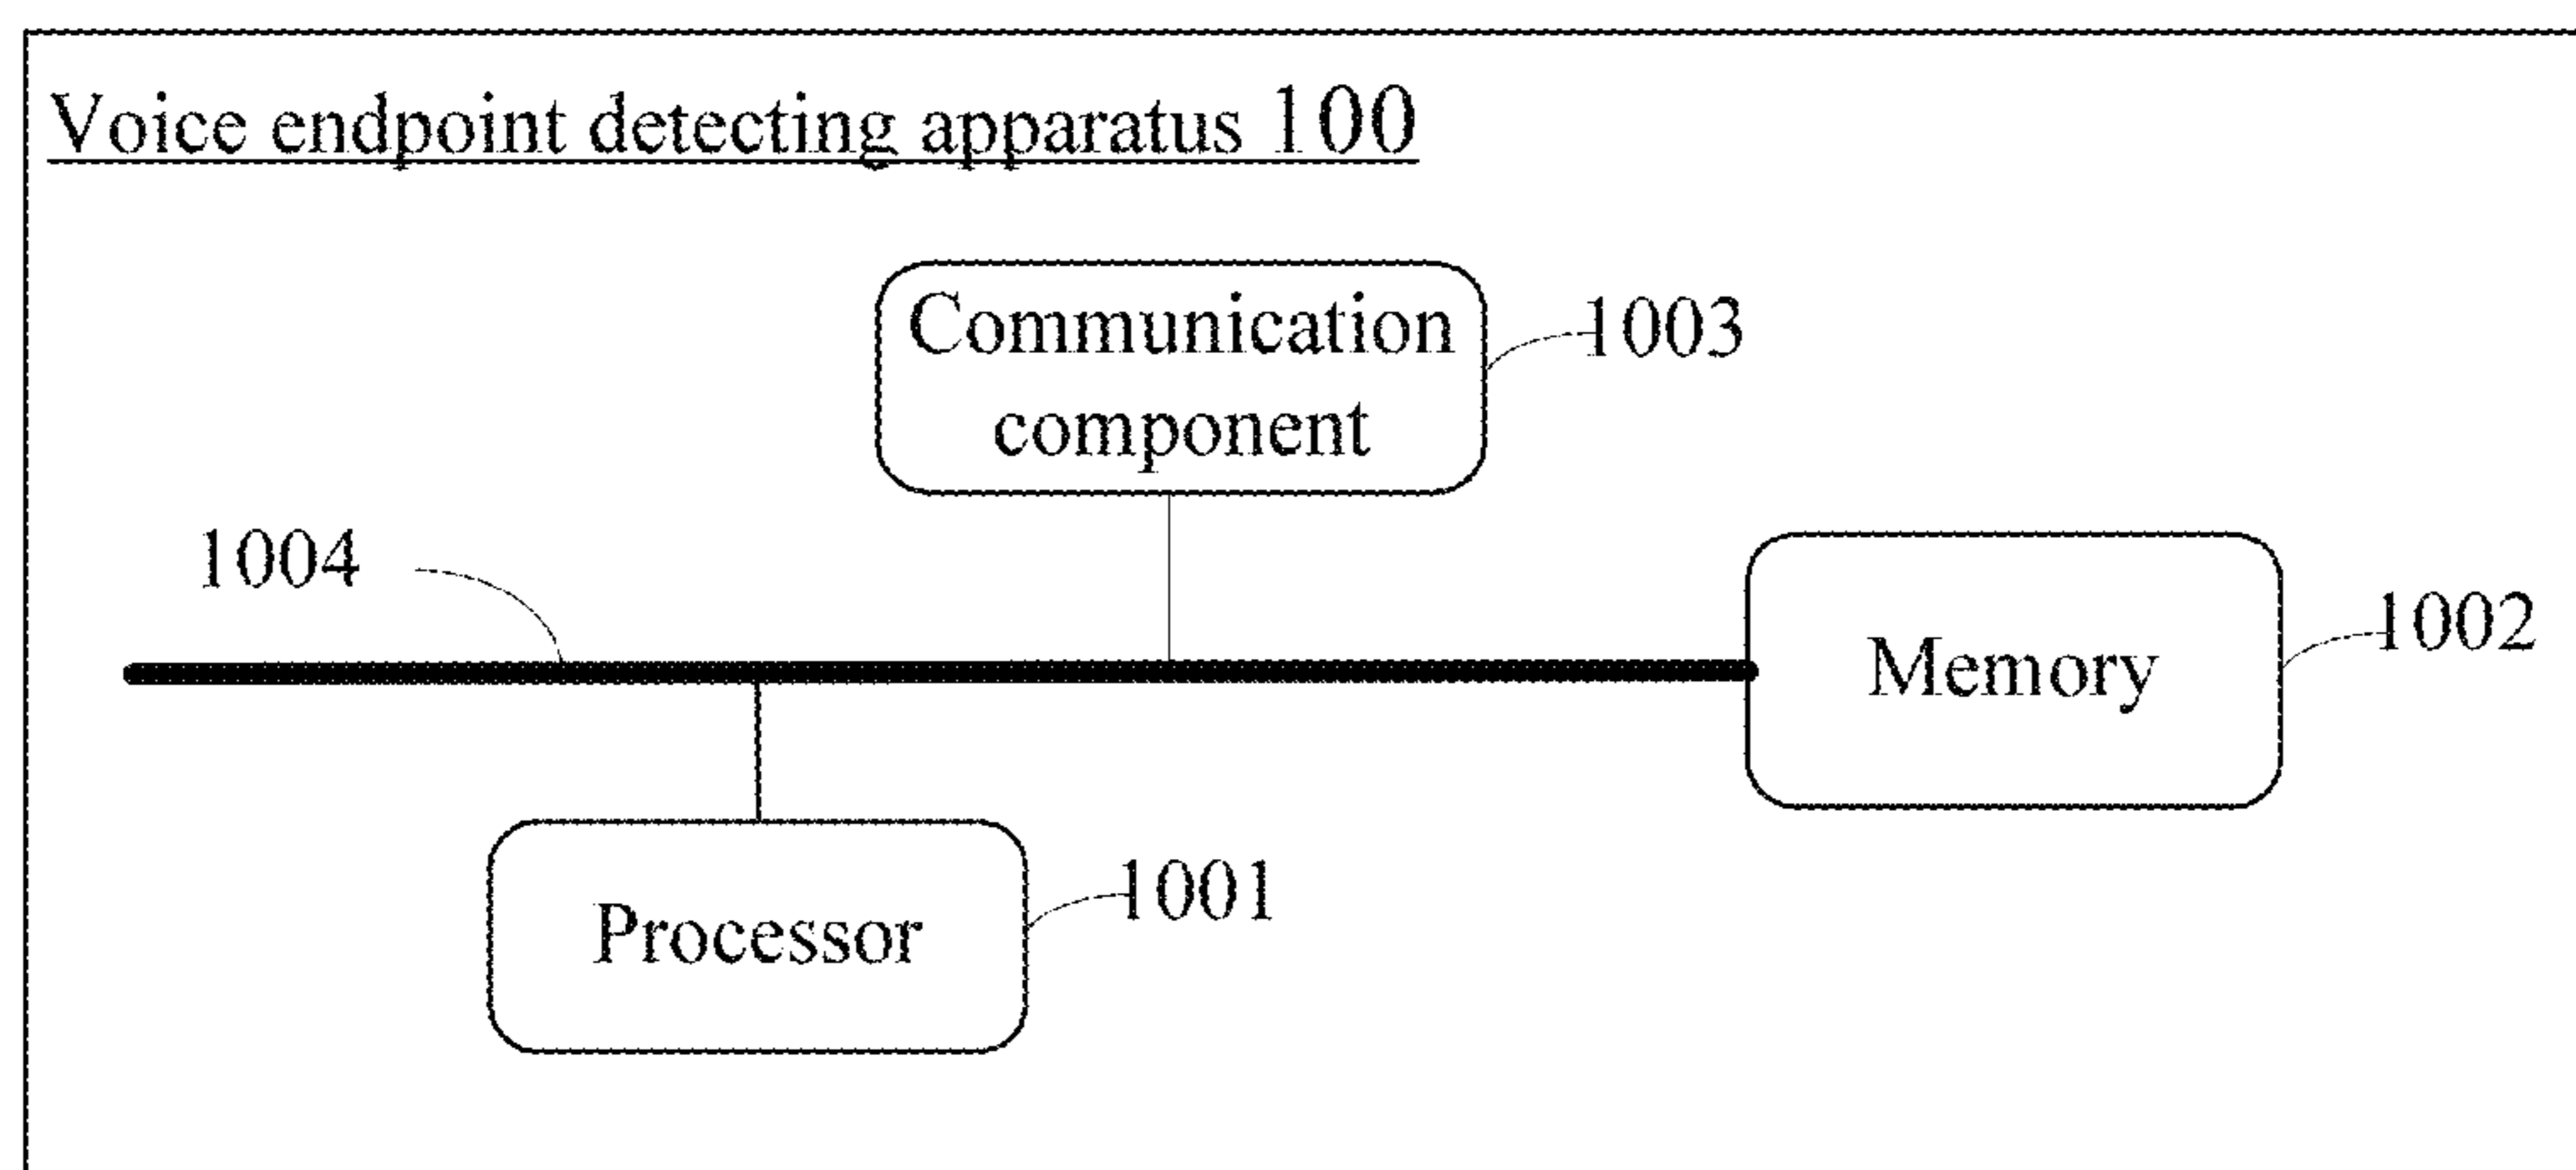 Voice endpoint detecting apparatus 100
Communication
component
1003
1004
1002
Memory
1001
Processor